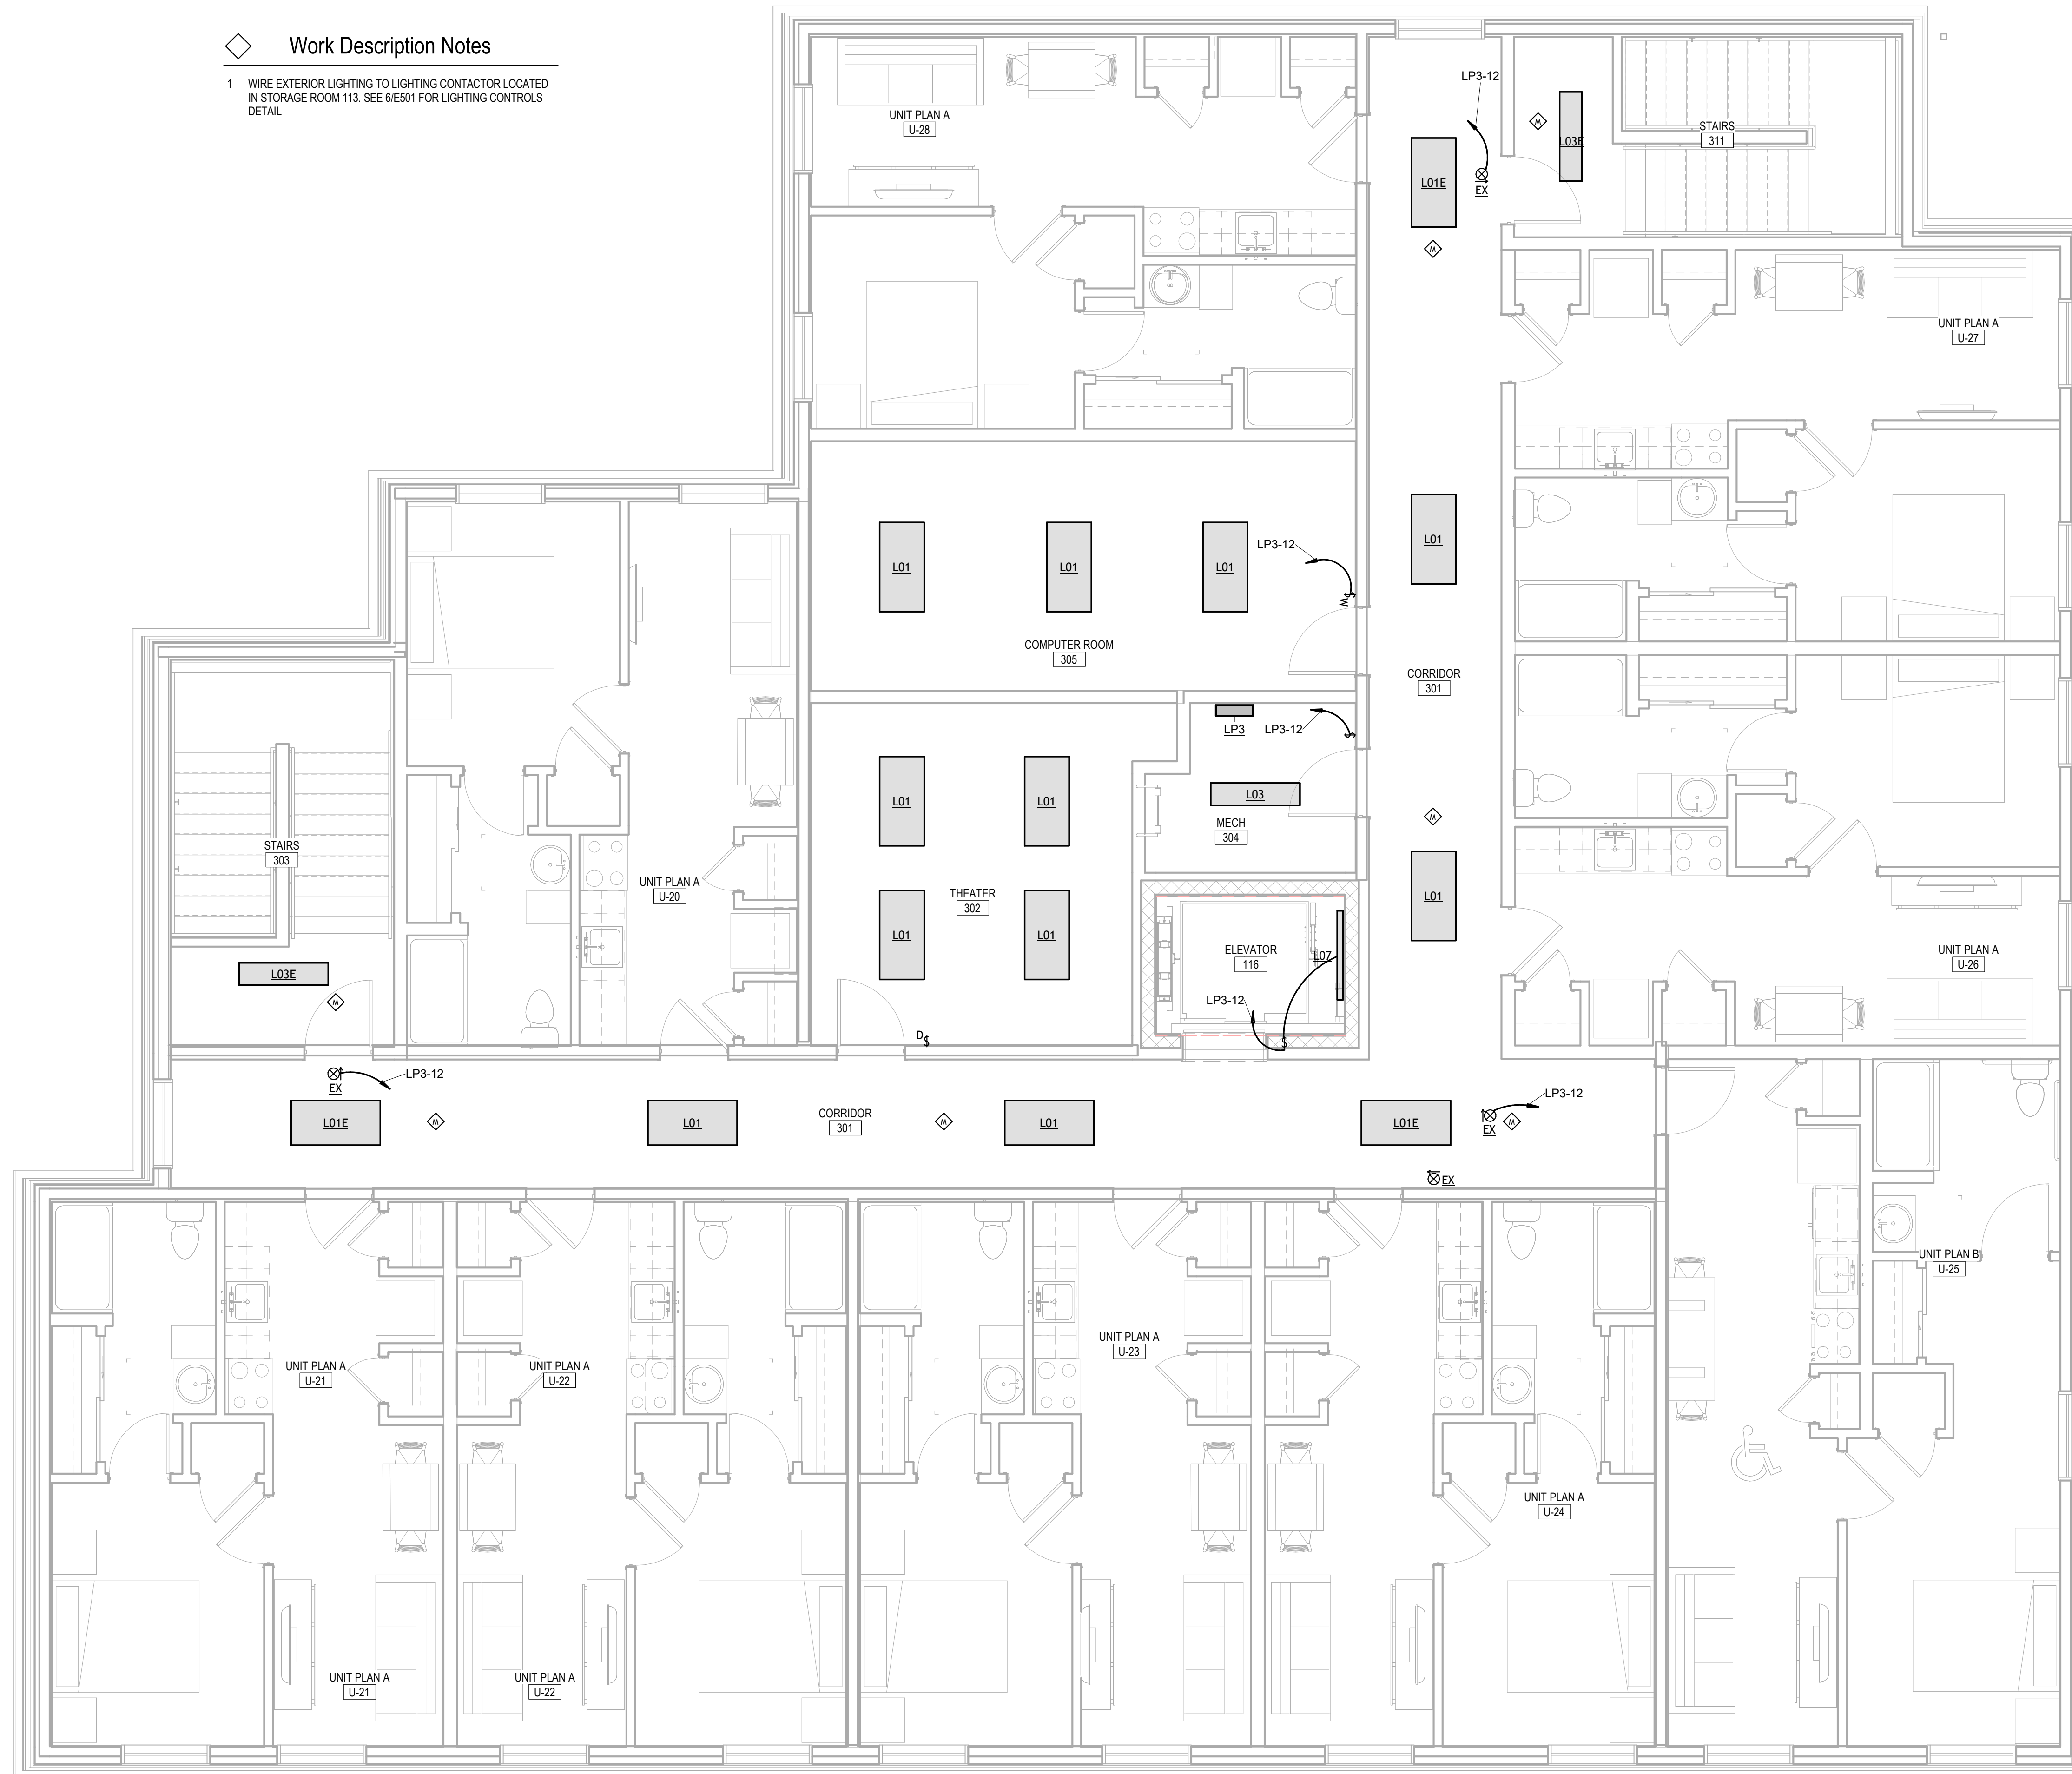 Work Description Notes
1 WIRE EXTERIOR LIGHTING TO LIGHTING CONTACTOR LOCATED
IN STORAGE ROOM 113. SEE 6/E501 FOR LIGHTING CONTROLS
DETAIL
LP3-12
UNIT PLAN A
U-28
M
L03E
STAIRS
311
L01E
EX
M
UNIT PLAN A
U-27
L01
L01
L01
LP3-12
L01
$
W
COMPUTER ROOM
305
CORRIDOR
301
LP3
LP3-12
$
L01
L01
L03
MECH
304
M
STAIRS
303
UNIT PLAN A
U-20
THEATER
302
L01
L01
L01
ELEVATOR
116
L07
UNIT PLAN A
U-26
L03E
M
LP3-12
D$
$
EX
LP3-12
LP3-12
L01E
M
L01
CORRIDOR
301
M
L01
L01E
EX
M
EX
UNIT PLAN B
U-25
UNIT PLAN A
U-21
UNIT PLAN A
U-22
UNIT PLAN A
U-23
UNIT PLAN A
U-24
UNIT PLAN A
U-21
UNIT PLAN A
U-22